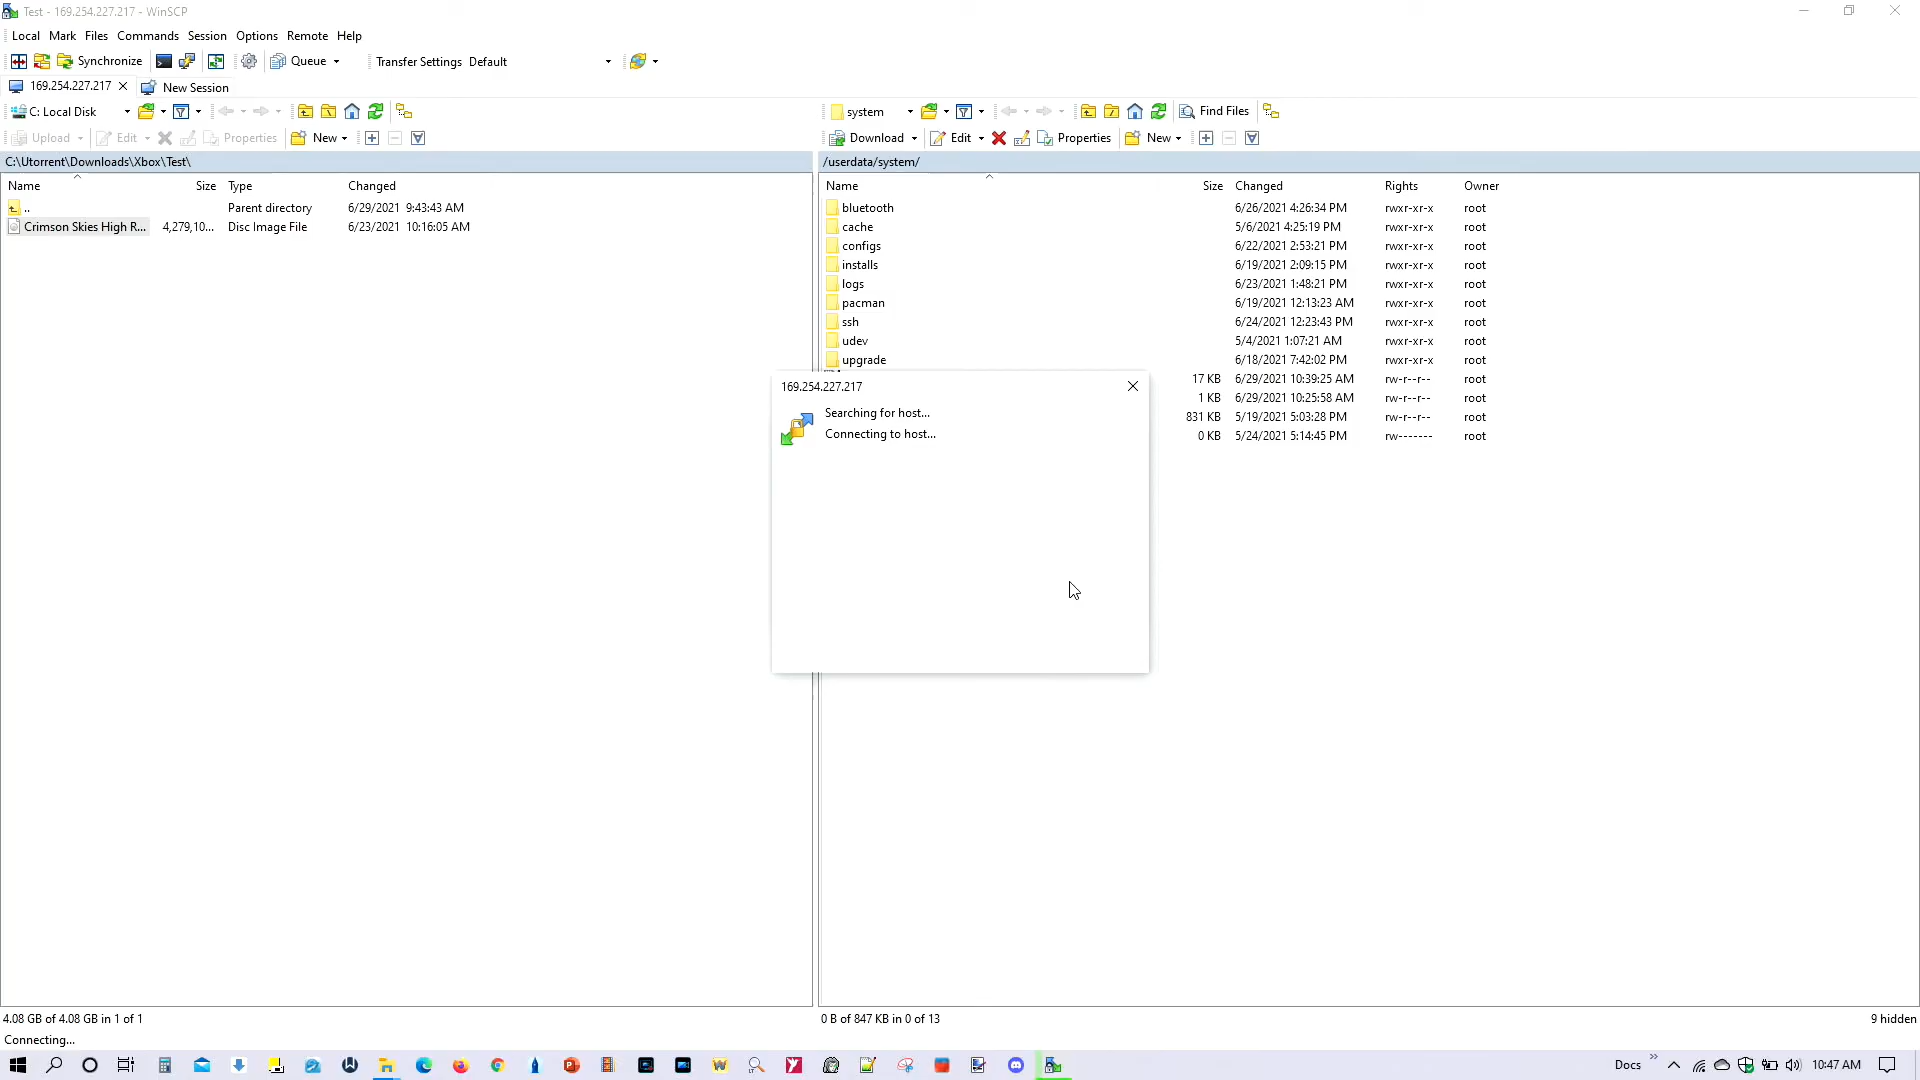 Test - 169.254.227.217 - WinSCP
Local Mark Files Commands Session Options Remote Help
Synchronize Queue Transfer Settings Default
169.254.227.217 New Session
C: Local Disk system Find Files
Upload Edit Properties New Download Edit Properties New
C:\Utorrent\Downloads\Xbox\Test\ /userdata/system/
Name Size Type Changed Name Size Changed Rights Owner
.. Parent directory 6/29/2021 9:43:43 AM bluetooth 6/26/2021 4:26:34 PM rwxr-xr-x root
Crimson Skies High R... 4,279,10... Disc Image File 6/23/2021 10:16:05 AM cache 5/6/2021 4:25:19 PM rwxr-xr-x root
configs 6/22/2021 2:53:21 PM rwxr-xr-x root
installs 6/19/2021 2:09:15 PM rwxr-xr-x root
logs 6/23/2021 1:48:21 PM rwxr-xr-x root
pacman 6/19/2021 12:13:23 AM rwxr-xr-x root
ssh 6/24/2021 12:23:43 PM rwxr-xr-x root
udev 5/4/2021 1:07:21 AM rwxr-xr-x root
upgrade 6/18/2021 7:42:02 PM rwxr-xr-x root
17 KB 6/29/2021 10:39:25 AM rw-r--r-- root
1 KB 6/29/2021 10:25:58 AM rw-r--r-- root
831 KB 5/19/2021 5:03:28 PM rw-r--r-- root
0 KB 5/24/2021 5:14:45 PM rw------- root
169.254.227.217
Searching for host...
Connecting to host...
4.08 GB of 4.08 GB in 1 of 1 0 B of 847 KB in 0 of 13 9 hidden
Connecting...
Docs 10:47 AM